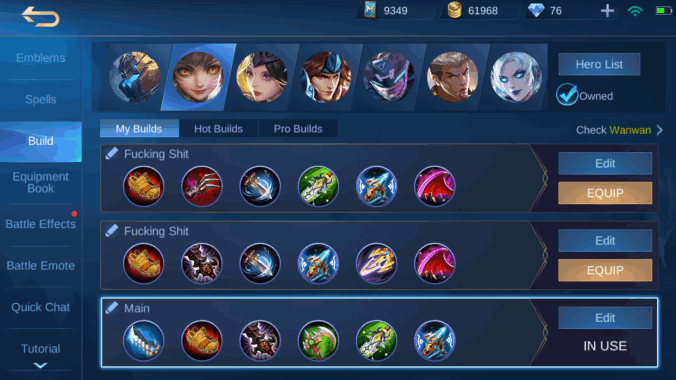 9349
61968
76
Emblems
Spells
Build
Equipment
Book
Battle Effects
Battle Emote
Quick Chat
Tutorial
Hero List
Owned
My Builds
Hot Builds
Pro Builds
Check Wanwan
Fucking Shit
Edit
EQUIP
Fucking Shit
Edit
EQUIP
Main
Edit
IN USE